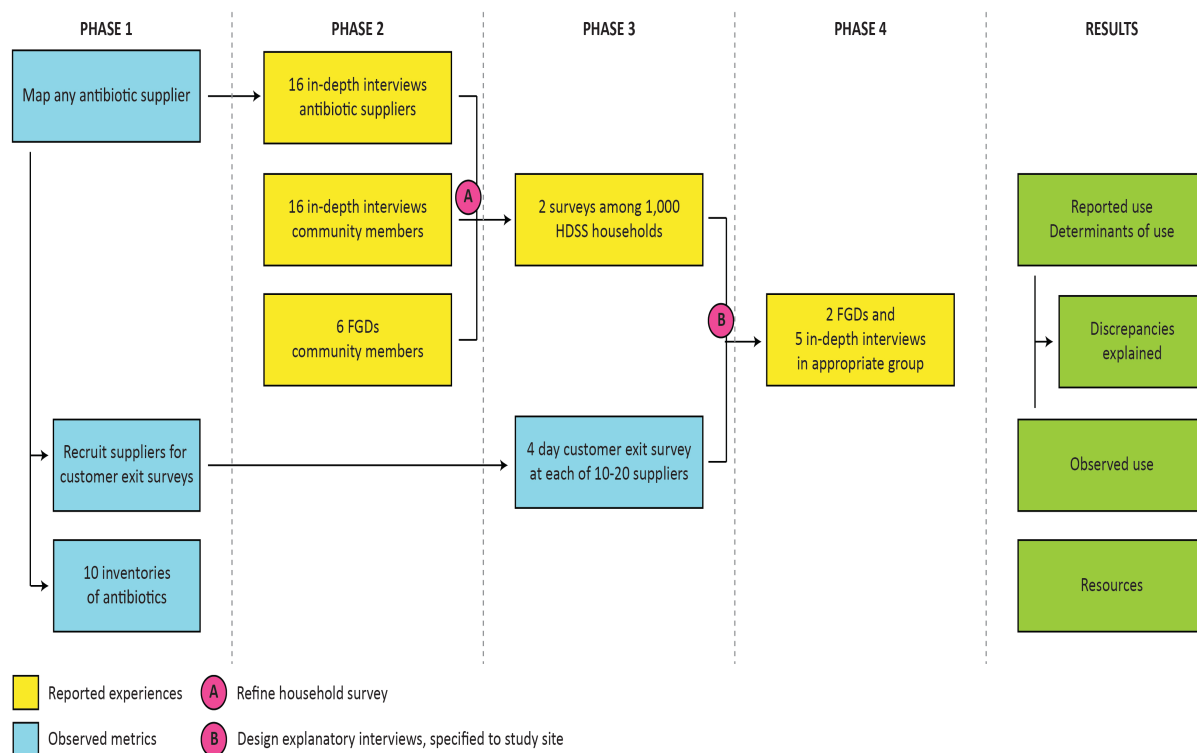 PHASE 1
PHASE 2
PHASE 3
PHASE 4
RESULTS
Map any antibiotic supplier
16 in-depth interviews
antibiotic suppliers
16 in-depth interviews
community members
A
2 surveys among 1,000
HDSS households
Reported use
Determinants of use
6 FGDs
community members
B
2 FGDs and
5 in-depth interviews
in appropriate group
Discrepancies
explained
Recruit suppliers for
customer exit surveys
4 day customer exit survey
at each of 10-20 suppliers
Observed use
10 inventories
of antibiotics
Resources
Reported experiences
A
Refine household survey
Observed metrics
B
Design explanatory interviews, specified to study site